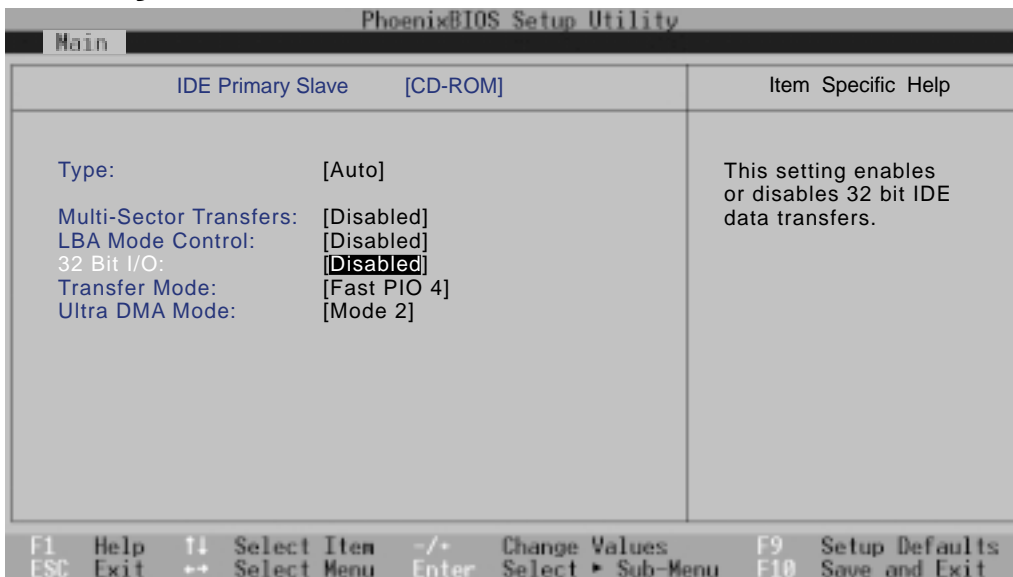 PhoenixBIOS Setup Utility
Main
IDE Primary Slave [CD-ROM]
Item Specific Help
Type: [Auto]
Multi-Sector Transfers: [Disabled]
LBA Mode Control: [Disabled]
32 Bit I/O: [Disabled]
Transfer Mode: [Fast PIO 4]
Ultra DMA Mode: [Mode 2]
This setting enables
or disables 32 bit IDE
data transfers.
F1 Help ↑↓ Select Item -/+ Change Values F9 Setup Defaults
ESC Exit ←→ Select Menu Enter Select ▸ Sub-Menu F10 Save and Exit